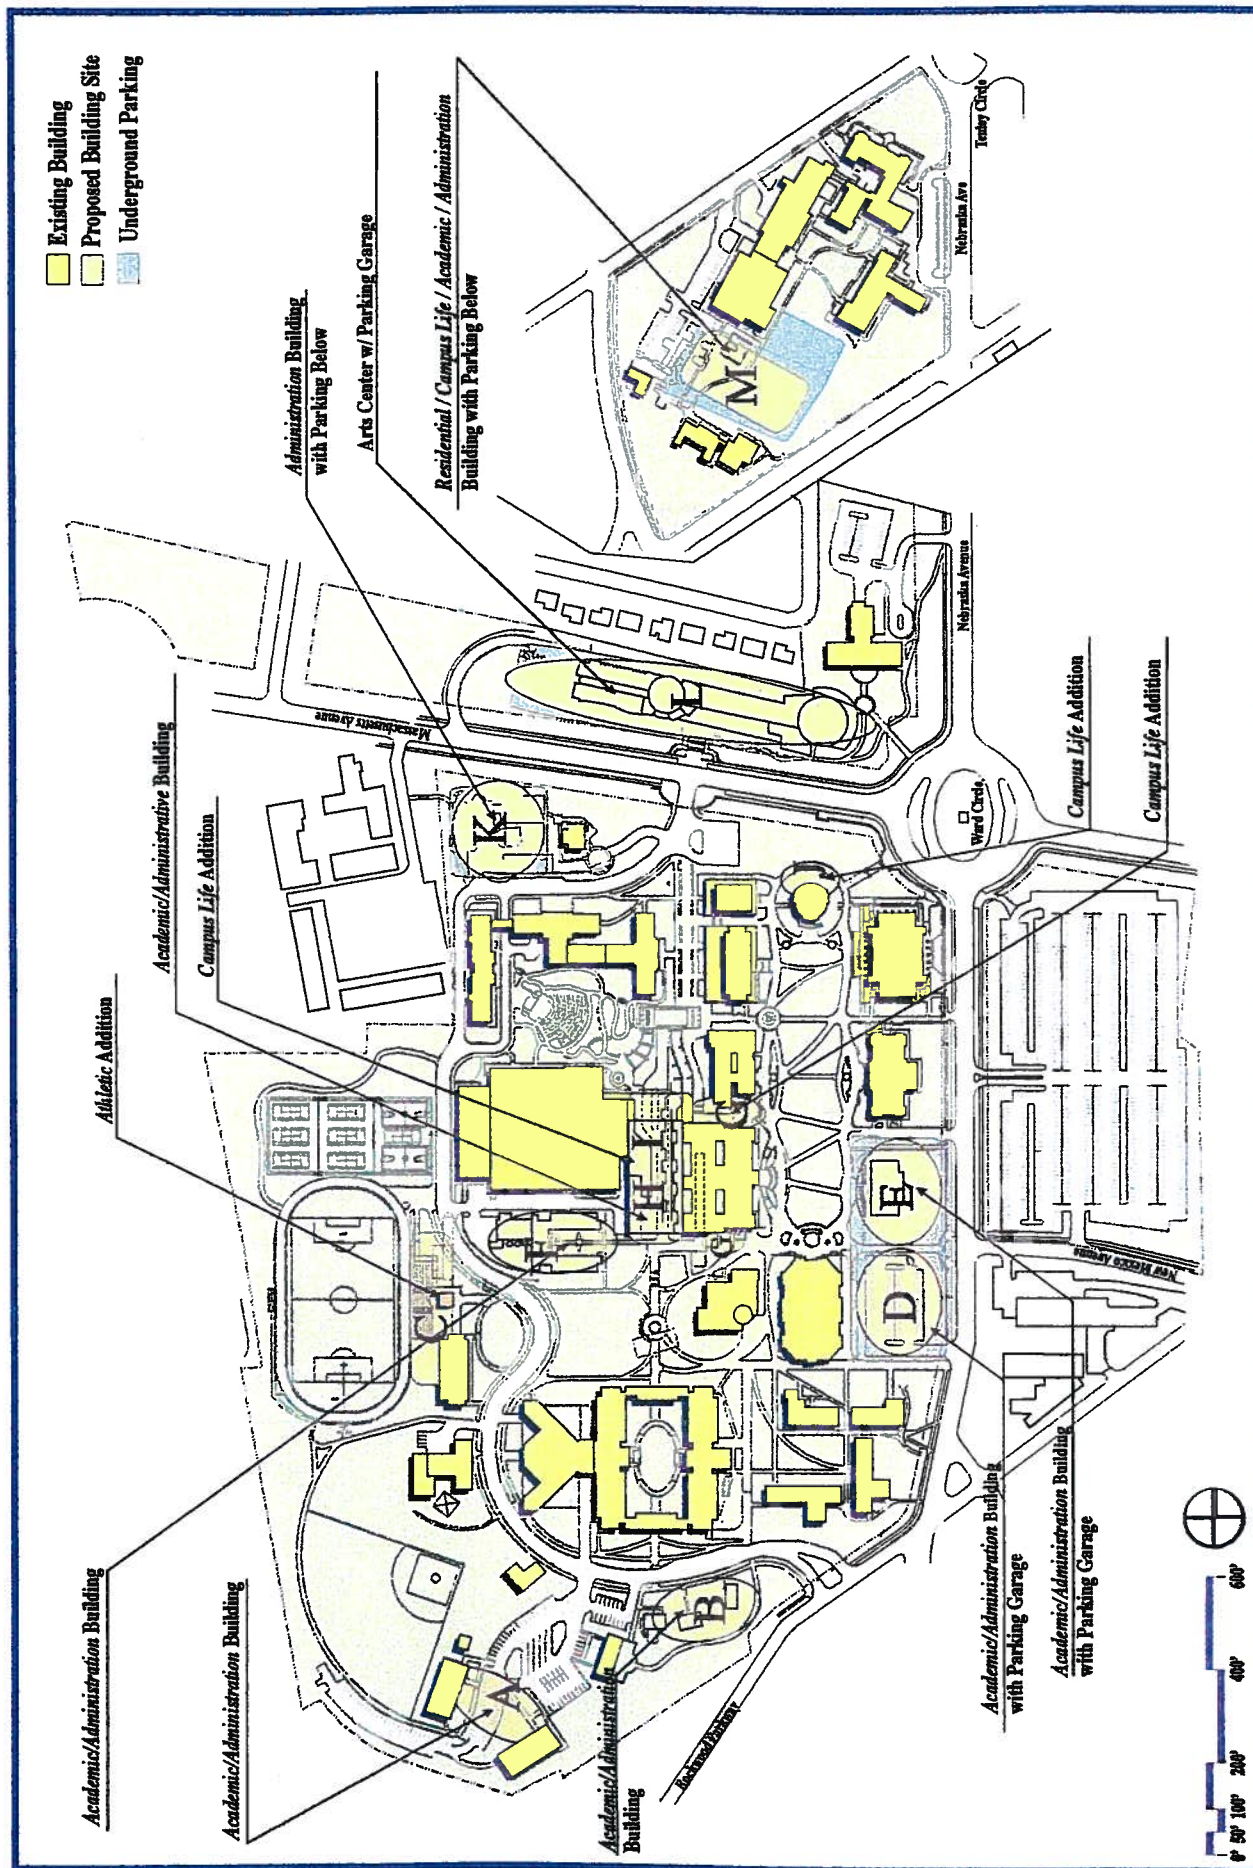 Existing Building
Proposed Building Site
Underground Parking
Administration Building
with Parking Below
Arts Center w/ Parking Garage
Residential / Campus Life / Academic / Administration
Building with Parking Below
Academic/Administrative Building
Campus Life Addition
Athletic Addition
Academic/Administration Building
Academic/Administration Building
Academic/Administration
Building
Academic/Administration Building
with Parking Garage
Academic/Administration Building
with Parking Garage
Campus Life Addition
Campus Life Addition
Massachusetts Avenue
Nebraska Avenue
Nebraska Ave
Tenley Circle
Ward Circle
New Mexico Avenue
Rockwood Parkway
A
B
C
D
E
F
G
H
I
J
K
M
0' 50' 100' 200' 400' 600'